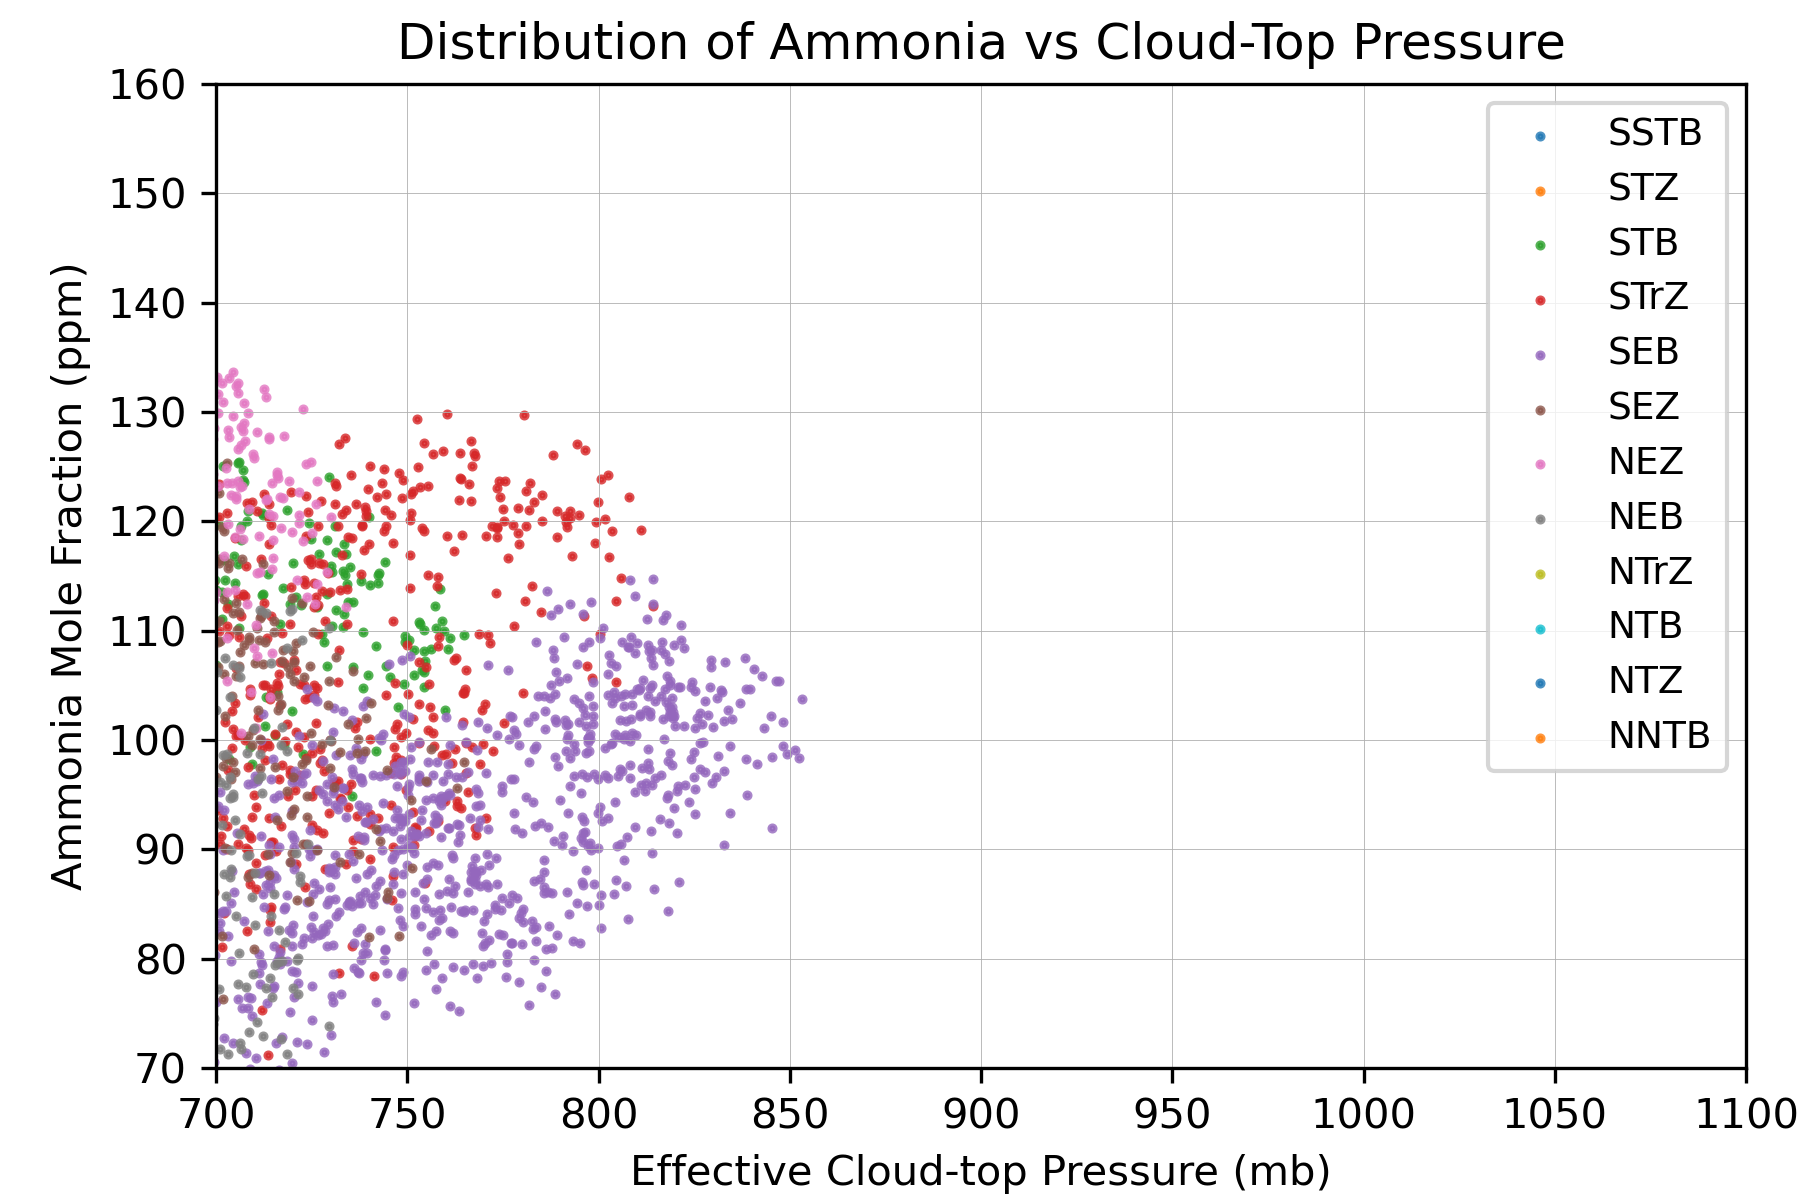 Distribution of Ammonia vs Cloud-Top Pressure
160
150
140
130
120
110
100
90
80
70
Ammonia Mole Fraction (ppm)
SSTB
STZ
STB
STrZ
SEB
SEZ
NEZ
NEB
NTrZ
NTB
NTZ
NNTB
700 750 800 850 900 950 1000 1050 1100
Effective Cloud-top Pressure (mb)